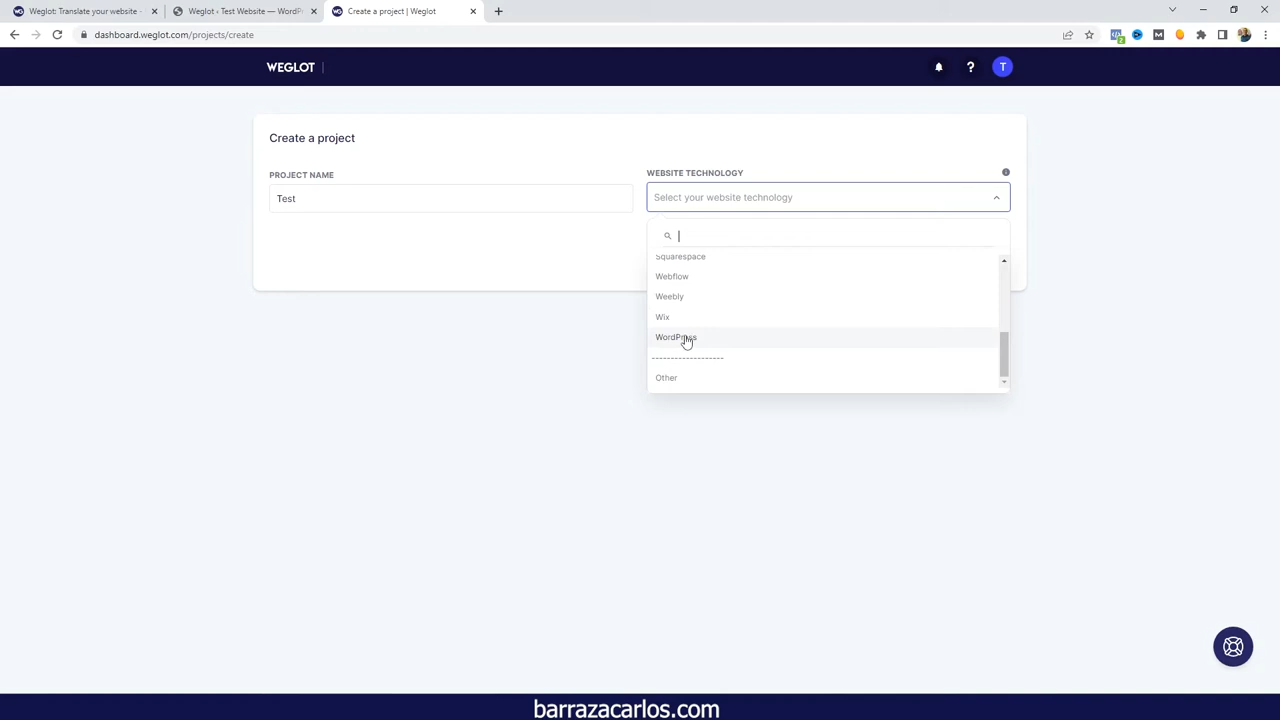 Weglot: Translate your website -
Weglot ‹ Test Website — WordPr
Create a project | Weglot
dashboard.weglot.com/projects/create
WEGLOT
?
T
Create a project
PROJECT NAME
Test
WEBSITE TECHNOLOGY
Select your website technology
Squarespace
Webflow
Weebly
Wix
WordPress
-------------------
Other
barrazacarlos.com